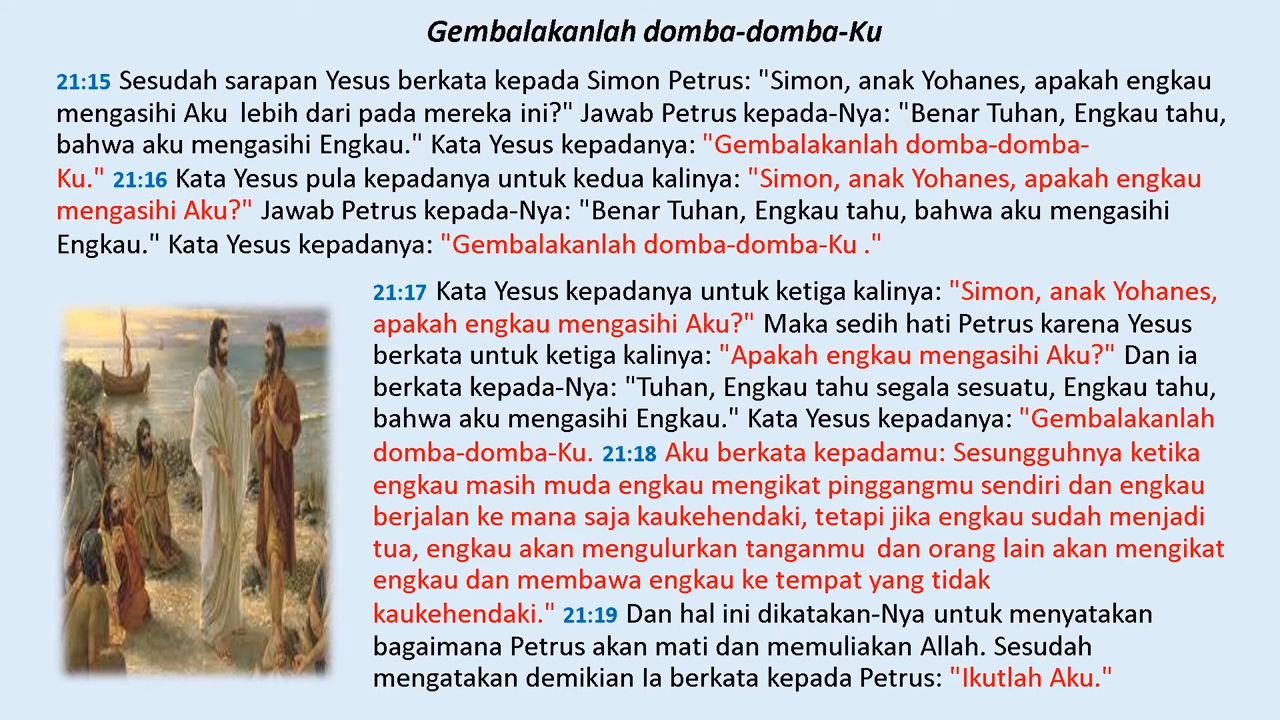 Gembalakanlah domba-domba-Ku
21:15 Sesudah sarapan Yesus berkata kepada Simon Petrus: "Simon, anak Yohanes, apakah engkau
mengasihi Aku lebih dari pada mereka ini?" Jawab Petrus kepada-Nya: "Benar Tuhan, Engkau tahu,
bahwa aku mengasihi Engkau." Kata Yesus kepadanya: "Gembalakanlah domba-domba-
Ku." 21:16 Kata Yesus pula kepadanya untuk kedua kalinya: "Simon, anak Yohanes, apakah engkau
mengasihi Aku?" Jawab Petrus kepada-Nya: "Benar Tuhan, Engkau tahu, bahwa aku mengasihi
Engkau." Kata Yesus kepadanya: "Gembalakanlah domba-domba-Ku ."
21:17 Kata Yesus kepadanya untuk ketiga kalinya: "Simon, anak Yohanes,
apakah engkau mengasihi Aku?" Maka sedih hati Petrus karena Yesus
berkata untuk ketiga kalinya: "Apakah engkau mengasihi Aku?" Dan ia
berkata kepada-Nya: "Tuhan, Engkau tahu segala sesuatu, Engkau tahu,
bahwa aku mengasihi Engkau." Kata Yesus kepadanya: "Gembalakanlah
domba-domba-Ku. 21:18 Aku berkata kepadamu: Sesungguhnya ketika
engkau masih muda engkau mengikat pinggangmu sendiri dan engkau
berjalan ke mana saja kaukehendaki, tetapi jika engkau sudah menjadi
tua, engkau akan mengulurkan tanganmu dan orang lain akan mengikat
engkau dan membawa engkau ke tempat yang tidak
kaukehendaki." 21:19 Dan hal ini dikatakan-Nya untuk menyatakan
bagaimana Petrus akan mati dan memuliakan Allah. Sesudah
mengatakan demikian Ia berkata kepada Petrus: "Ikutlah Aku."